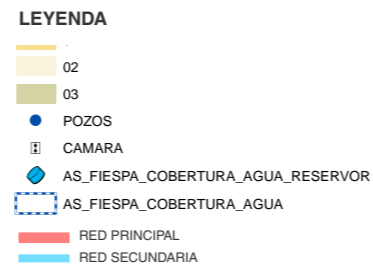 LEYENDA
02
03
POZOS
CAMARA
AS_FIESPA_COBERTURA_AGUA_RESERVOR
AS_FIESPA_COBERTURA_AGUA
RED PRINCIPAL
RED SECUNDARIA